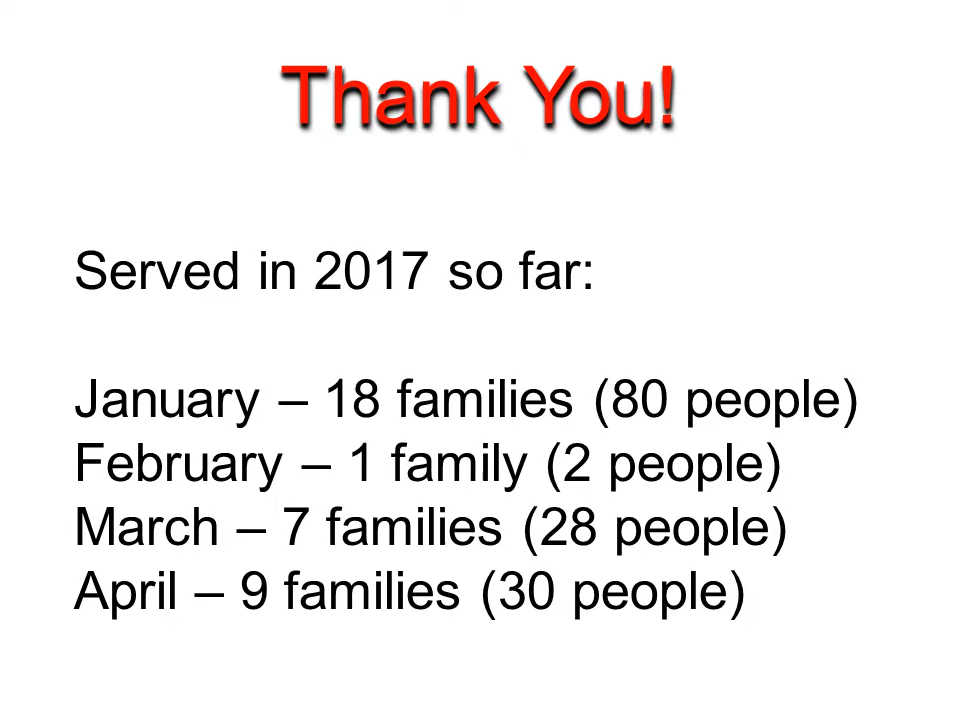 Thank You!
Served in 2017 so far:
January – 18 families (80 people)
February – 1 family (2 people)
March – 7 families (28 people)
April – 9 families (30 people)